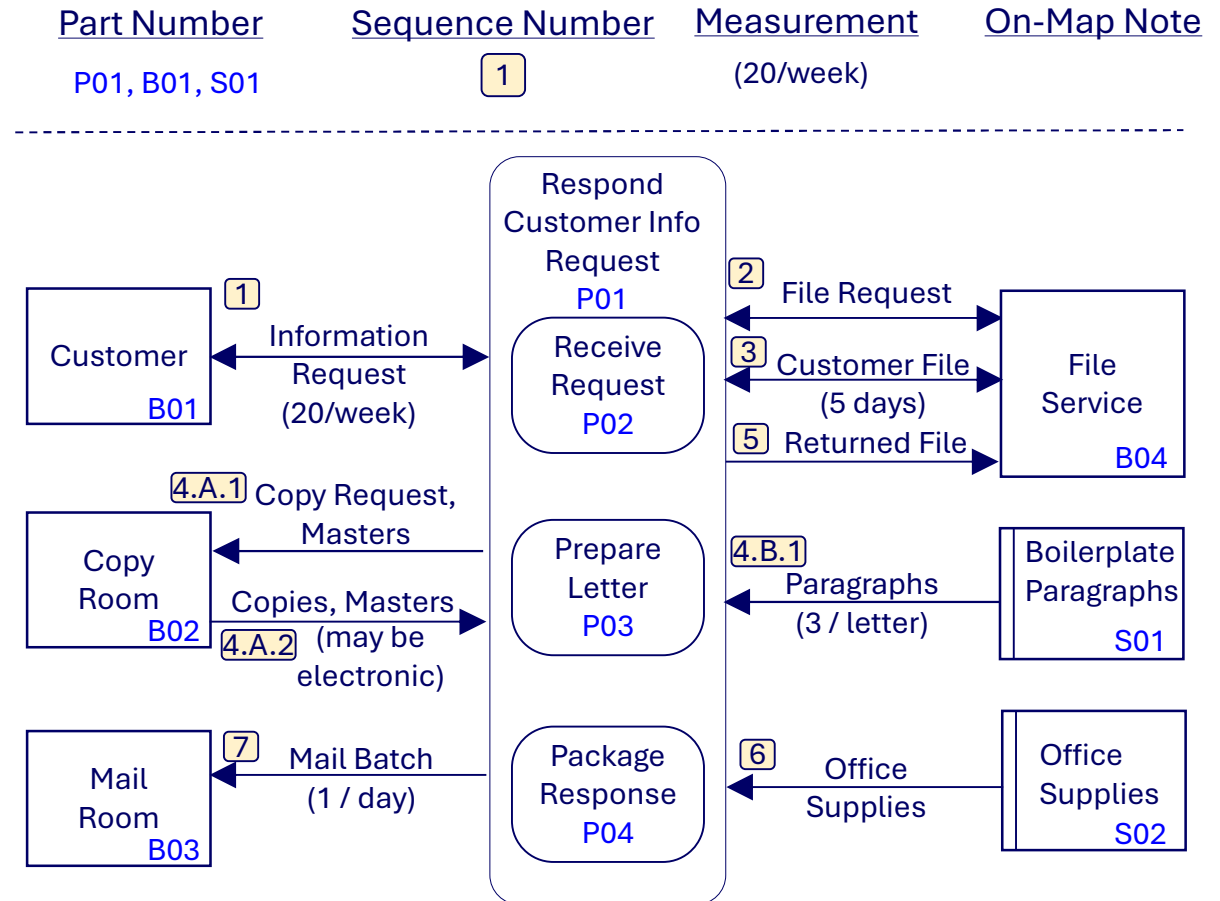 Part Number
Sequence Number
Measurement
On-Map Note
P01, B01, S01
1
(20/week)
Respond
Customer Info
Request
P01
1
Customer
B01
Information
Request
(20/week)
Receive
Request
P02
2
File Request
3
Customer File
(5 days)
5
Returned File
File
Service
B04
4.A.1
Copy Request,
Masters
Copy
Room
B02
Copies, Masters
4.A.2
(may be
electronic)
Prepare
Letter
P03
4.B.1
Paragraphs
(3 / letter)
Boilerplate
Paragraphs
S01
7
Mail Batch
(1 / day)
Mail
Room
B03
Package
Response
P04
6
Office
Supplies
Office
Supplies
S02